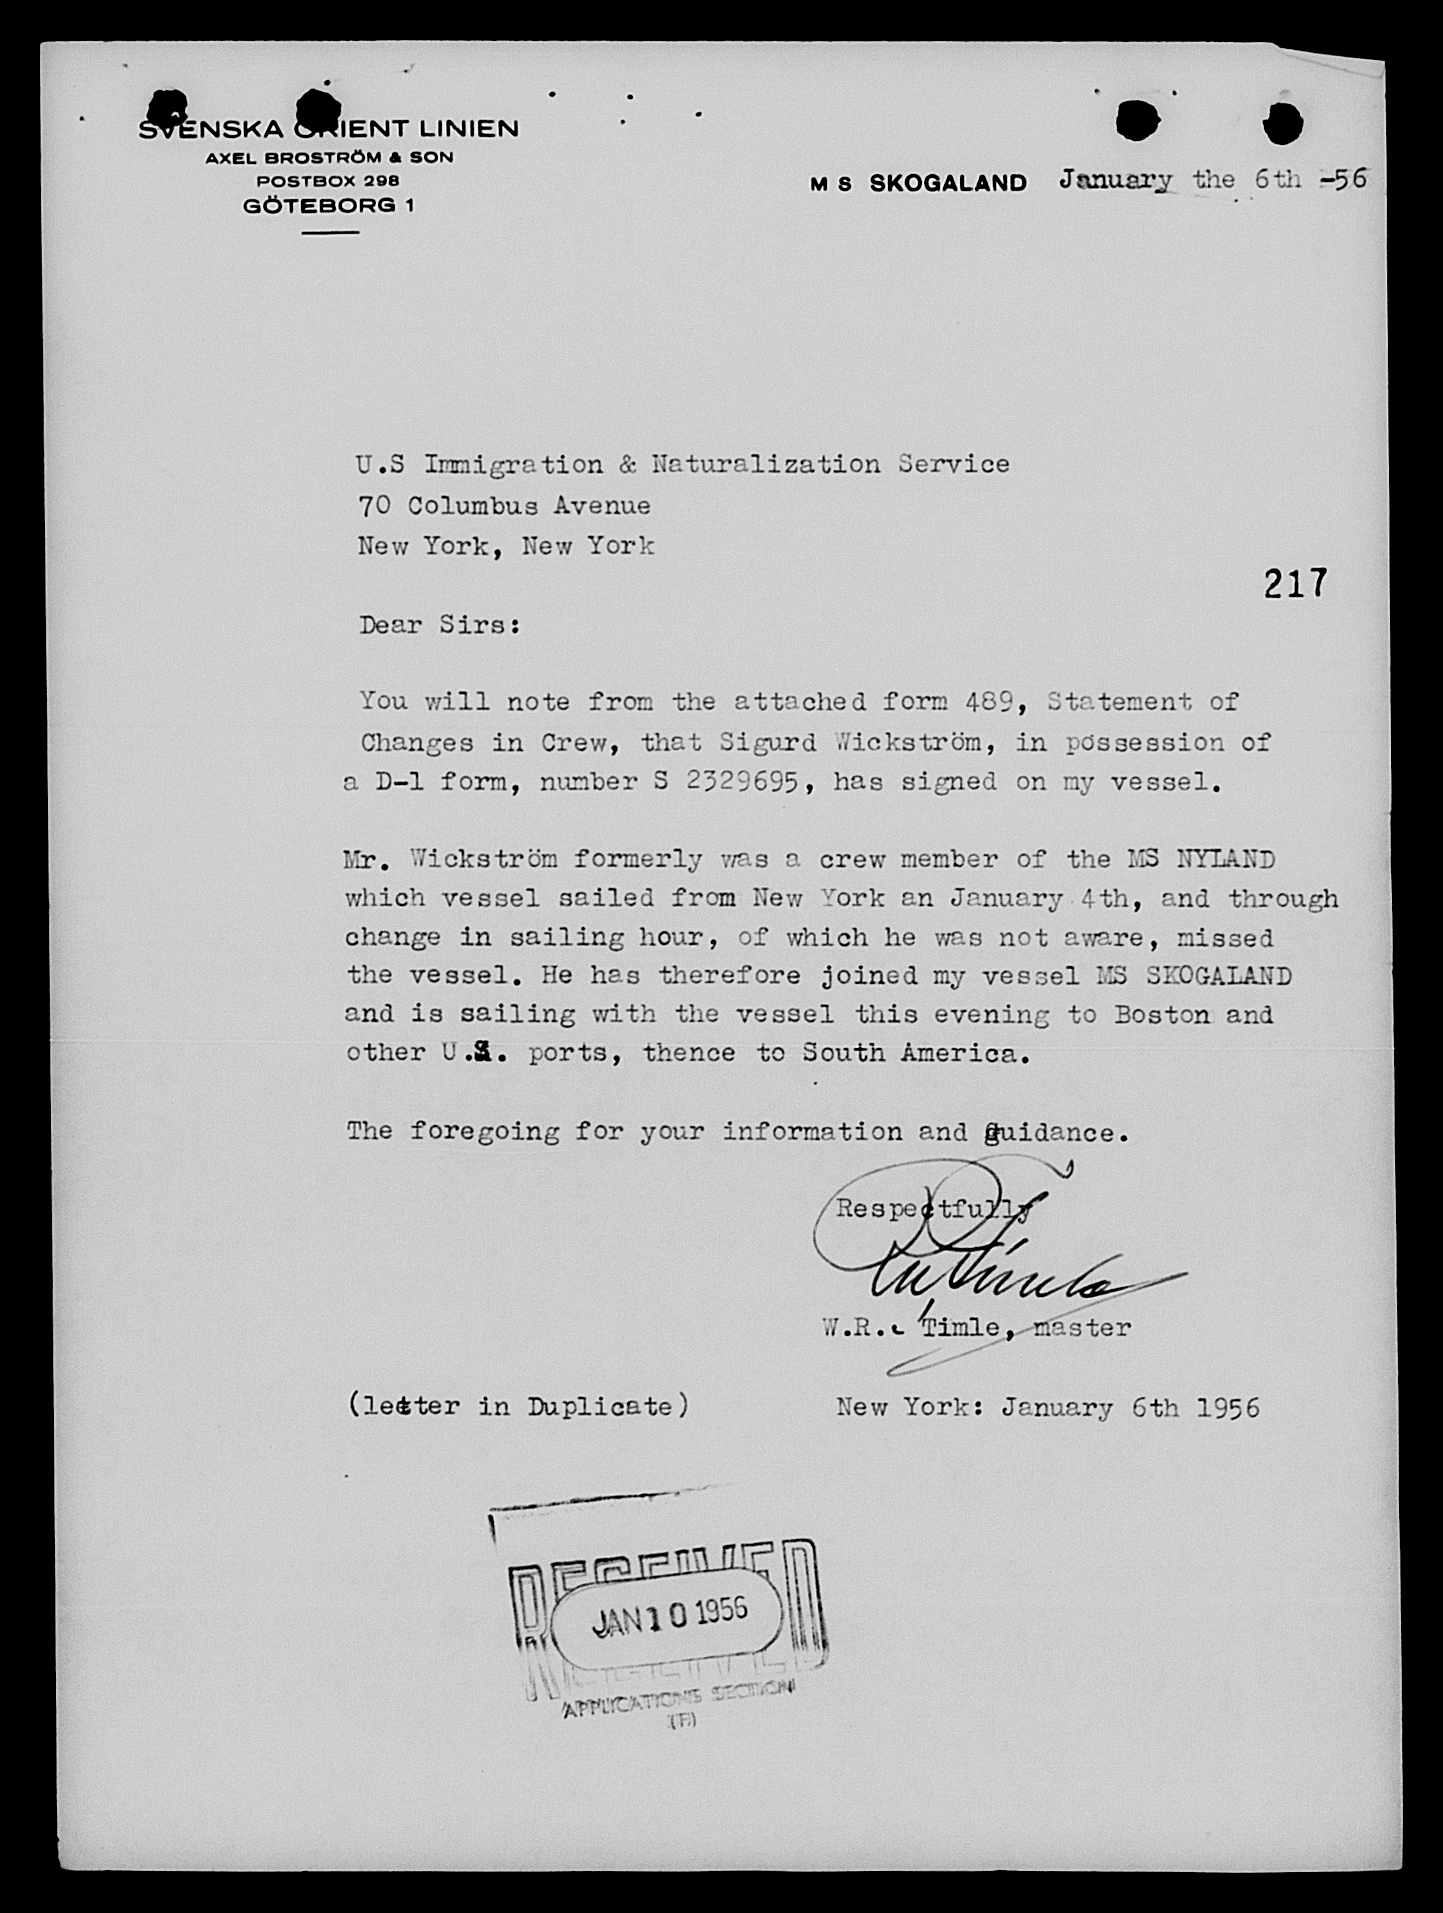 SVENSKA ORIENT LINIEN
AXEL BROSTRÖM & SON
POSTBOX 298
GÖTEBORG 1
M S SKOGALAND January the 6th -56
U.S Immigration & Naturalization Service
70 Columbus Avenue
New York, New York
217
Dear Sirs:
You will note from the attached form 489, Statement of
Changes in Crew, that Sigurd Wickström, in possession of
a D-1 form, number S 2329695, has signed on my vessel.
Mr. Wickström formerly was a crew member of the MS NYLAND
which vessel sailed from New York an January 4th, and through
change in sailing hour, of which he was not aware, missed
the vessel. He has therefore joined my vessel MS SKOGALAND
and is sailing with the vessel this evening to Boston and
other U.S. ports, thence to South America.
The foregoing for your information and guidance.
Respectfully
W.R. Timle, master
(letter in Duplicate) New York: January 6th 1956
RECEIVED
JAN 10 1956
APPLICATIONS SECTION